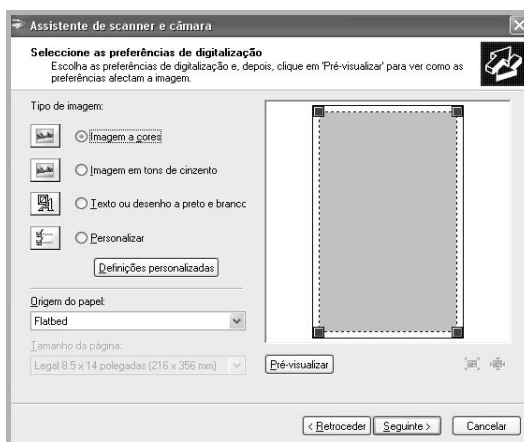 Assistente de scanner e câmara
Seleccione as preferências de digitalização
Escolha as preferências de digitalização e, depois, clique em 'Pré-visualizar' para ver como as
preferências afectam a imagem.
Tipo de imagem:
Imagem a cores
Imagem em tons de cinzento
Texto ou desenho a preto e branco
Personalizar
Definições personalizadas
Origem do papel:
Flatbed
Tamanho da página:
Legal 8.5 x 14 polegadas (216 x 356 mm)
Pré-visualizar
< Retroceder
Seguinte >
Cancelar